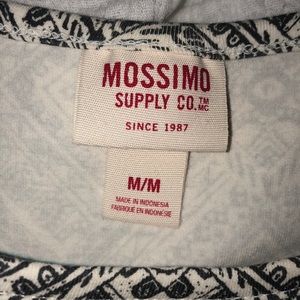 MOSSIMO
SUPPLY CO.™ MC
SINCE 1987
M/M
MADE IN INDONESIA
FABRIQUÉ EN INDONÉSIE